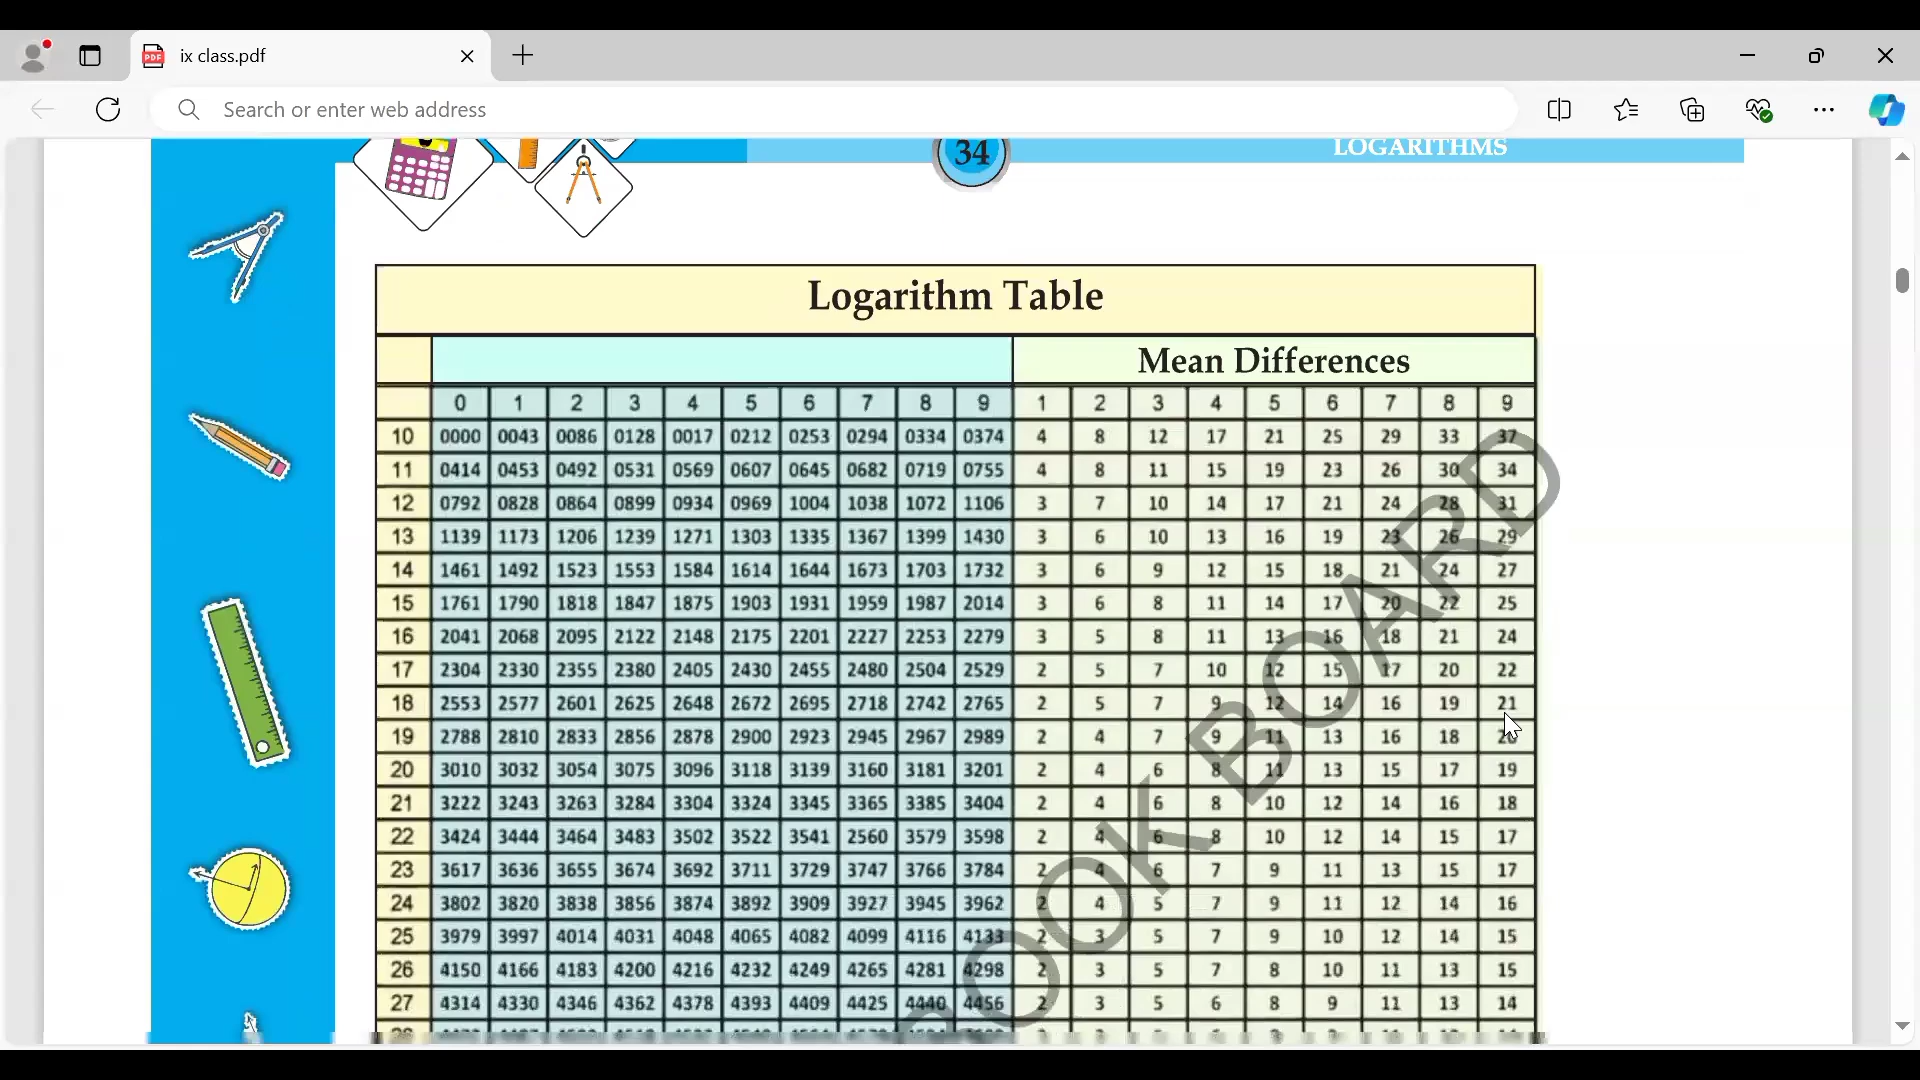 ix class.pdf
Search or enter web address
34
LOGARITHMS
Logarithm Table
Mean Differences
0 1 2 3 4 5 6 7 8 9 1 2 3 4 5 6 7 8 9
10 0000 0043 0086 0128 0017 0212 0253 0294 0334 0374 4 8 12 17 21 25 29 33 37
11 0414 0453 0492 0531 0569 0607 0645 0682 0719 0755 4 8 11 15 19 23 26 30 34
12 0792 0828 0864 0899 0934 0969 1004 1038 1072 1106 3 7 10 14 17 21 24 28 31
13 1139 1173 1206 1239 1271 1303 1335 1367 1399 1430 3 6 10 13 16 19 23 26 29
14 1461 1492 1523 1553 1584 1614 1644 1673 1703 1732 3 6 9 12 15 18 21 24 27
15 1761 1790 1818 1847 1875 1903 1931 1959 1987 2014 3 6 8 11 14 17 20 22 25
16 2041 2068 2095 2122 2148 2175 2201 2227 2253 2279 3 5 8 11 13 16 18 21 24
17 2304 2330 2355 2380 2405 2430 2455 2480 2504 2529 2 5 7 10 12 15 17 20 22
18 2553 2577 2601 2625 2648 2672 2695 2718 2742 2765 2 5 7 9 12 14 16 19 21
19 2788 2810 2833 2856 2878 2900 2923 2945 2967 2989 2 4 7 9 11 13 16 18
20 3010 3032 3054 3075 3096 3118 3139 3160 3181 3201 2 4 6 8 11 13 15 17 19
21 3222 3243 3263 3284 3304 3324 3345 3365 3385 3404 2 4 6 8 10 12 14 16 18
22 3424 3444 3464 3483 3502 3522 3541 2560 3579 3598 2 4 6 8 10 12 14 15 17
23 3617 3636 3655 3674 3692 3711 3729 3747 3766 3784 2 4 6 7 9 11 13 15 17
24 3802 3820 3838 3856 3874 3892 3909 3927 3945 3962 2 4 5 7 9 11 12 14 16
25 3979 3997 4014 4031 4048 4065 4082 4099 4116 4133 2 3 5 7 9 10 12 14 15
26 4150 4166 4183 4200 4216 4232 4249 4265 4281 4298 2 3 5 7 8 10 11 13 15
27 4314 4330 4346 4362 4378 4393 4409 4425 4440 4456 2 3 5 6 8 9 11 13 14
BOOK BOARD